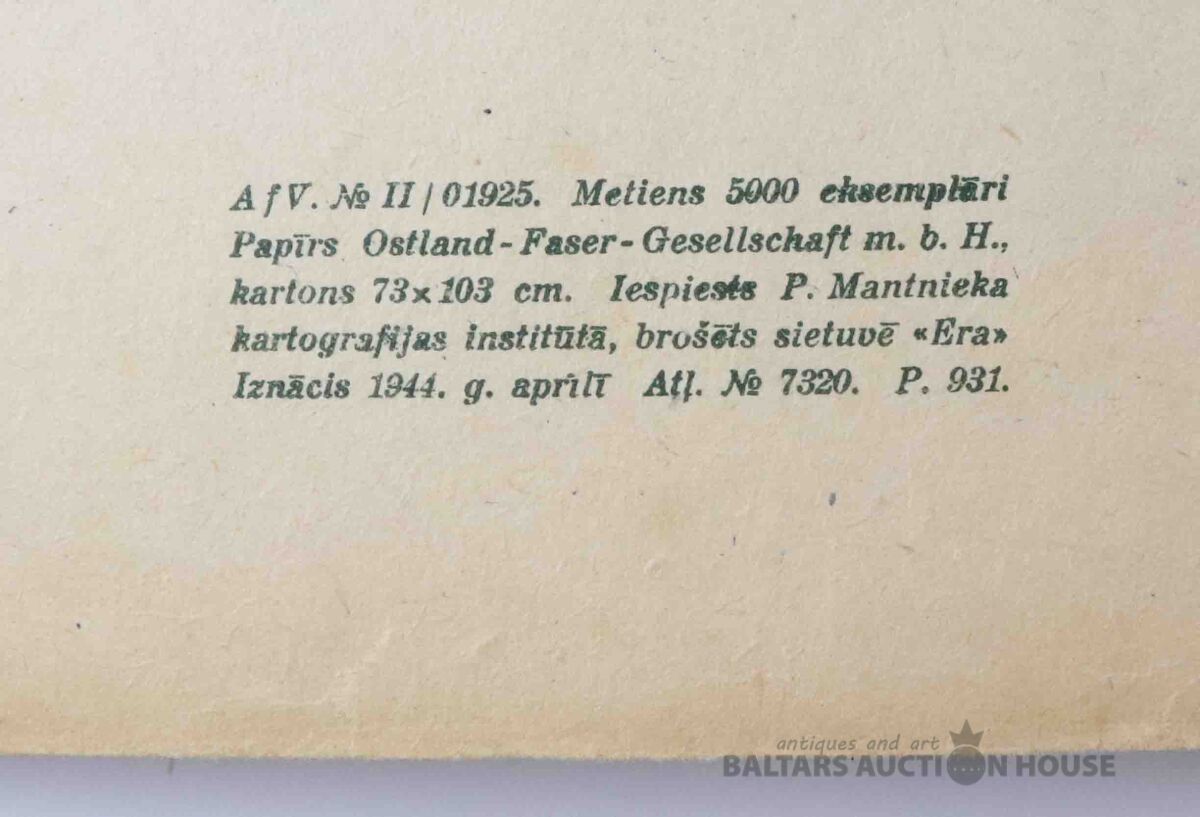 A f V. № II / 01925. Metiens 5000 eksemplāri
Papīrs Ostland-Faser-Gesellschaft m. b. H.,
kartons 73×103 cm. Iespiests P. Mantnieka
kartografijas institūtā, brošēts sietuvē «Era»
Iznācis 1944. g. aprīlī Atļ. № 7320. P. 931.
antiques and art
BALTARS AUCTION HOUSE